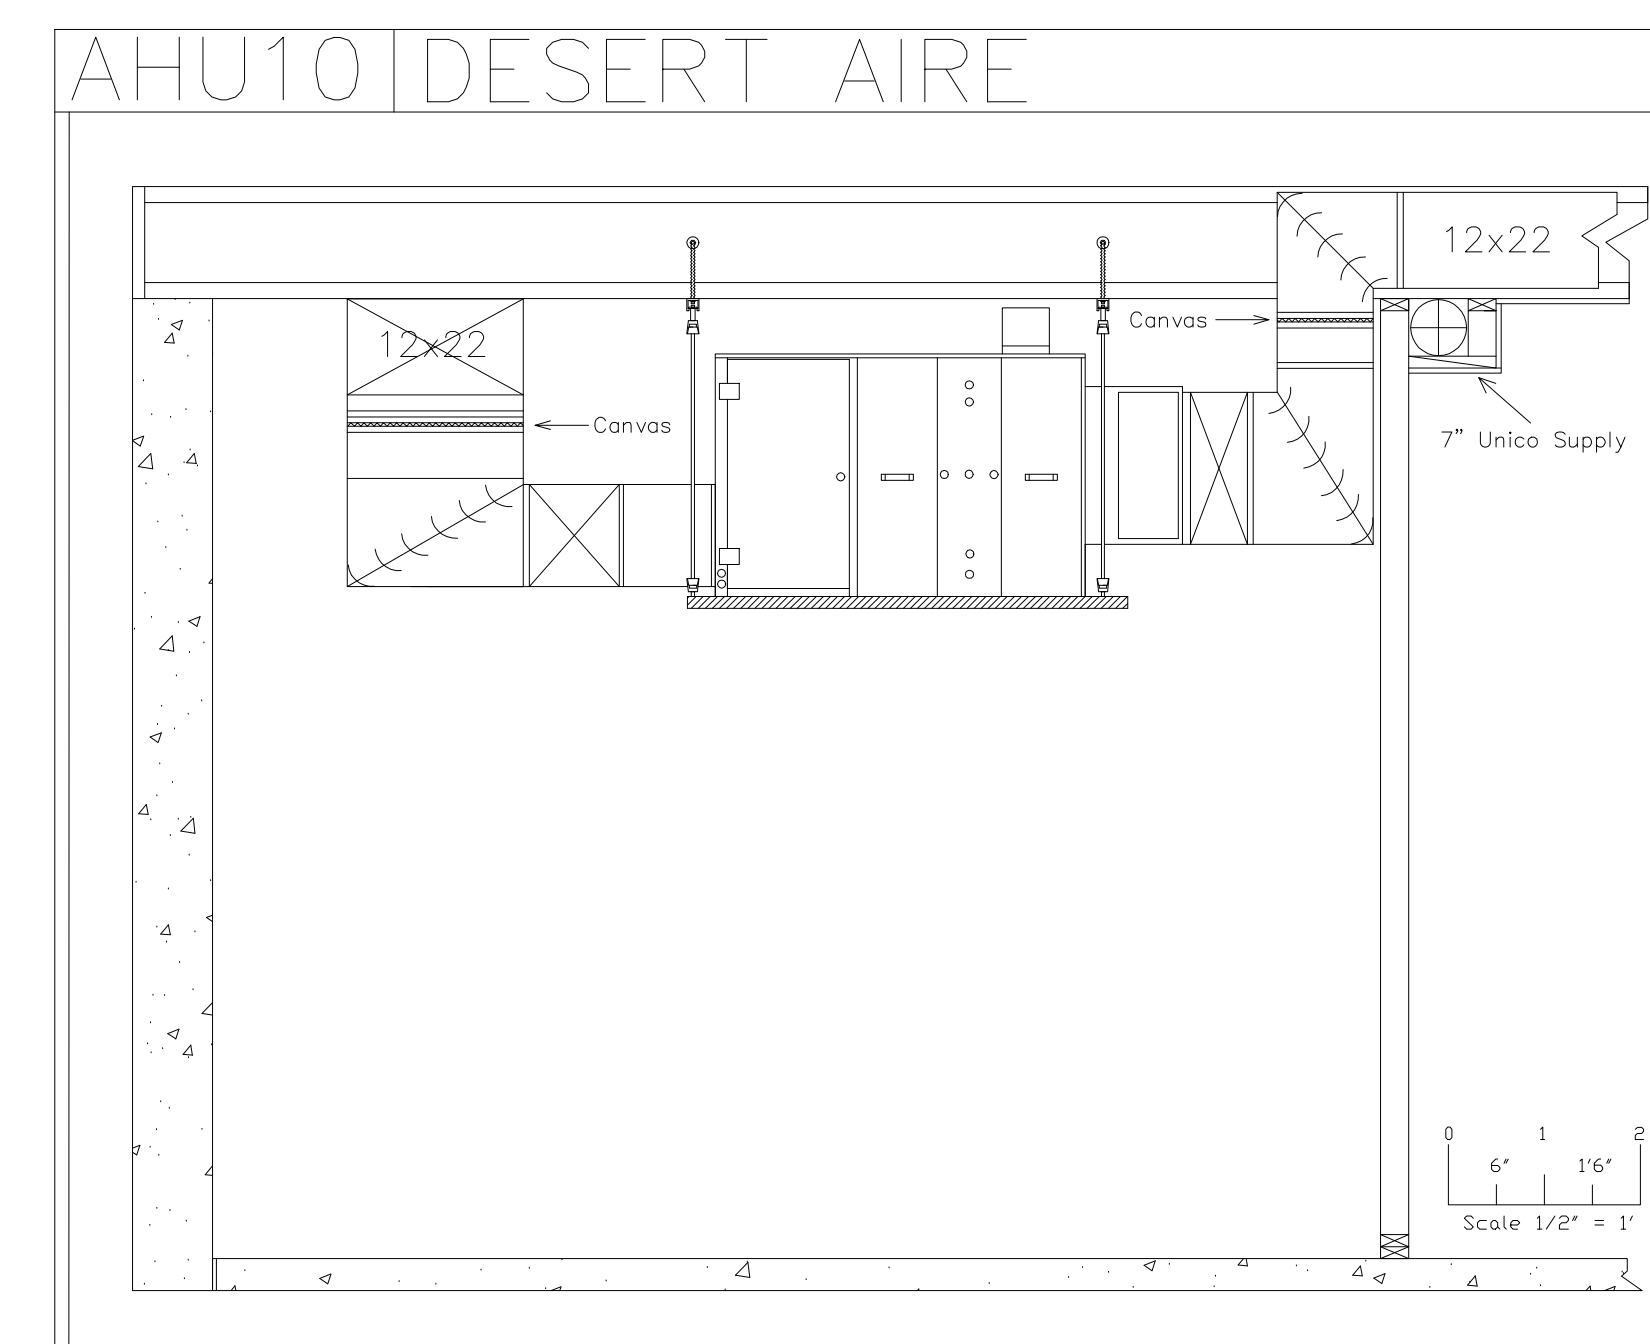 AHU10 DESERT AIRE
12x22
Canvas
12x22
Canvas
7" Unico Supply
0 1 2
6" 1'6"
Scale 1/2" = 1'